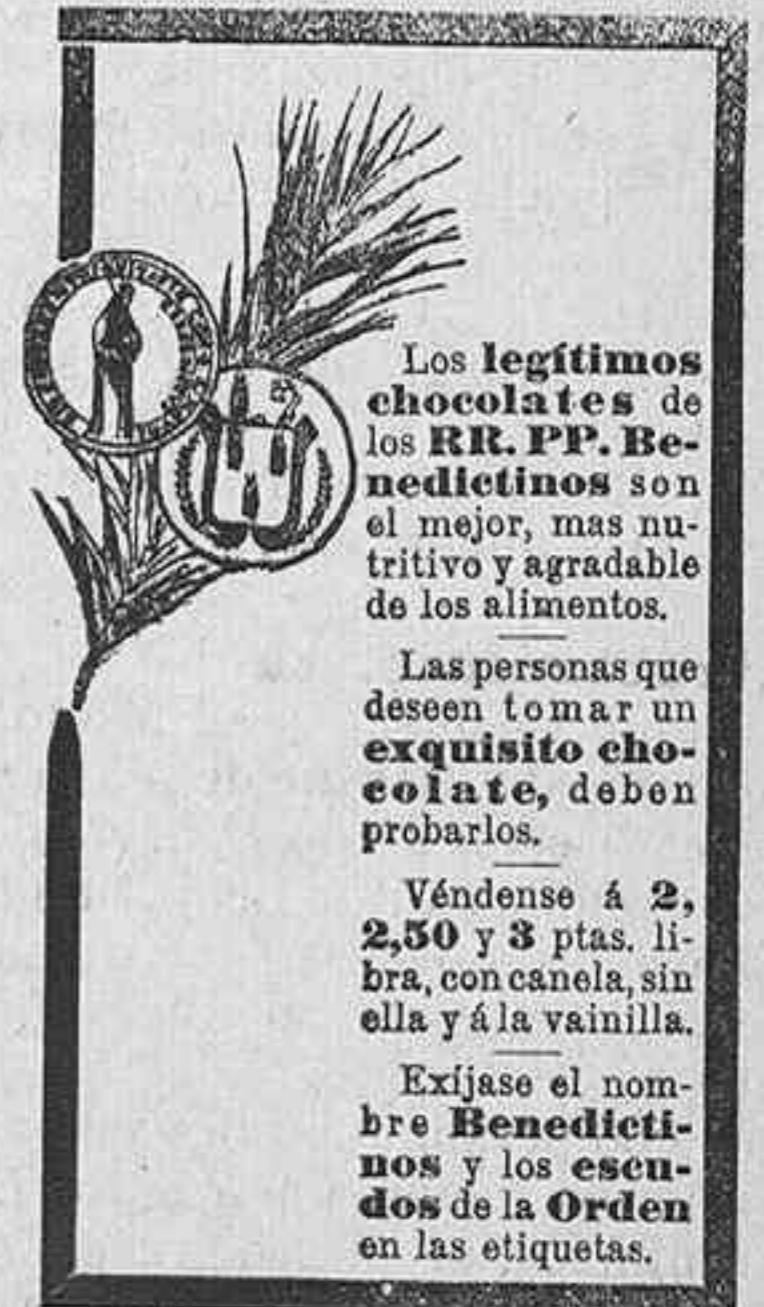 Los legítimos
chocolates de
los RR. PP. Be-
nedictinos son
el mejor, mas nu-
tritivo y agradable
de los alimentos.
Las personas que
deseen tomar un
exquisito cho-
colate, deben
probarlos.
Véndense á 2,
2,50 y 3 ptas. li-
bra, con canela, sin
ella y á la vainilla.
Exíjase el nom-
bre Benedicti-
nos y los escu-
dos de la Orden
en las etiquetas.